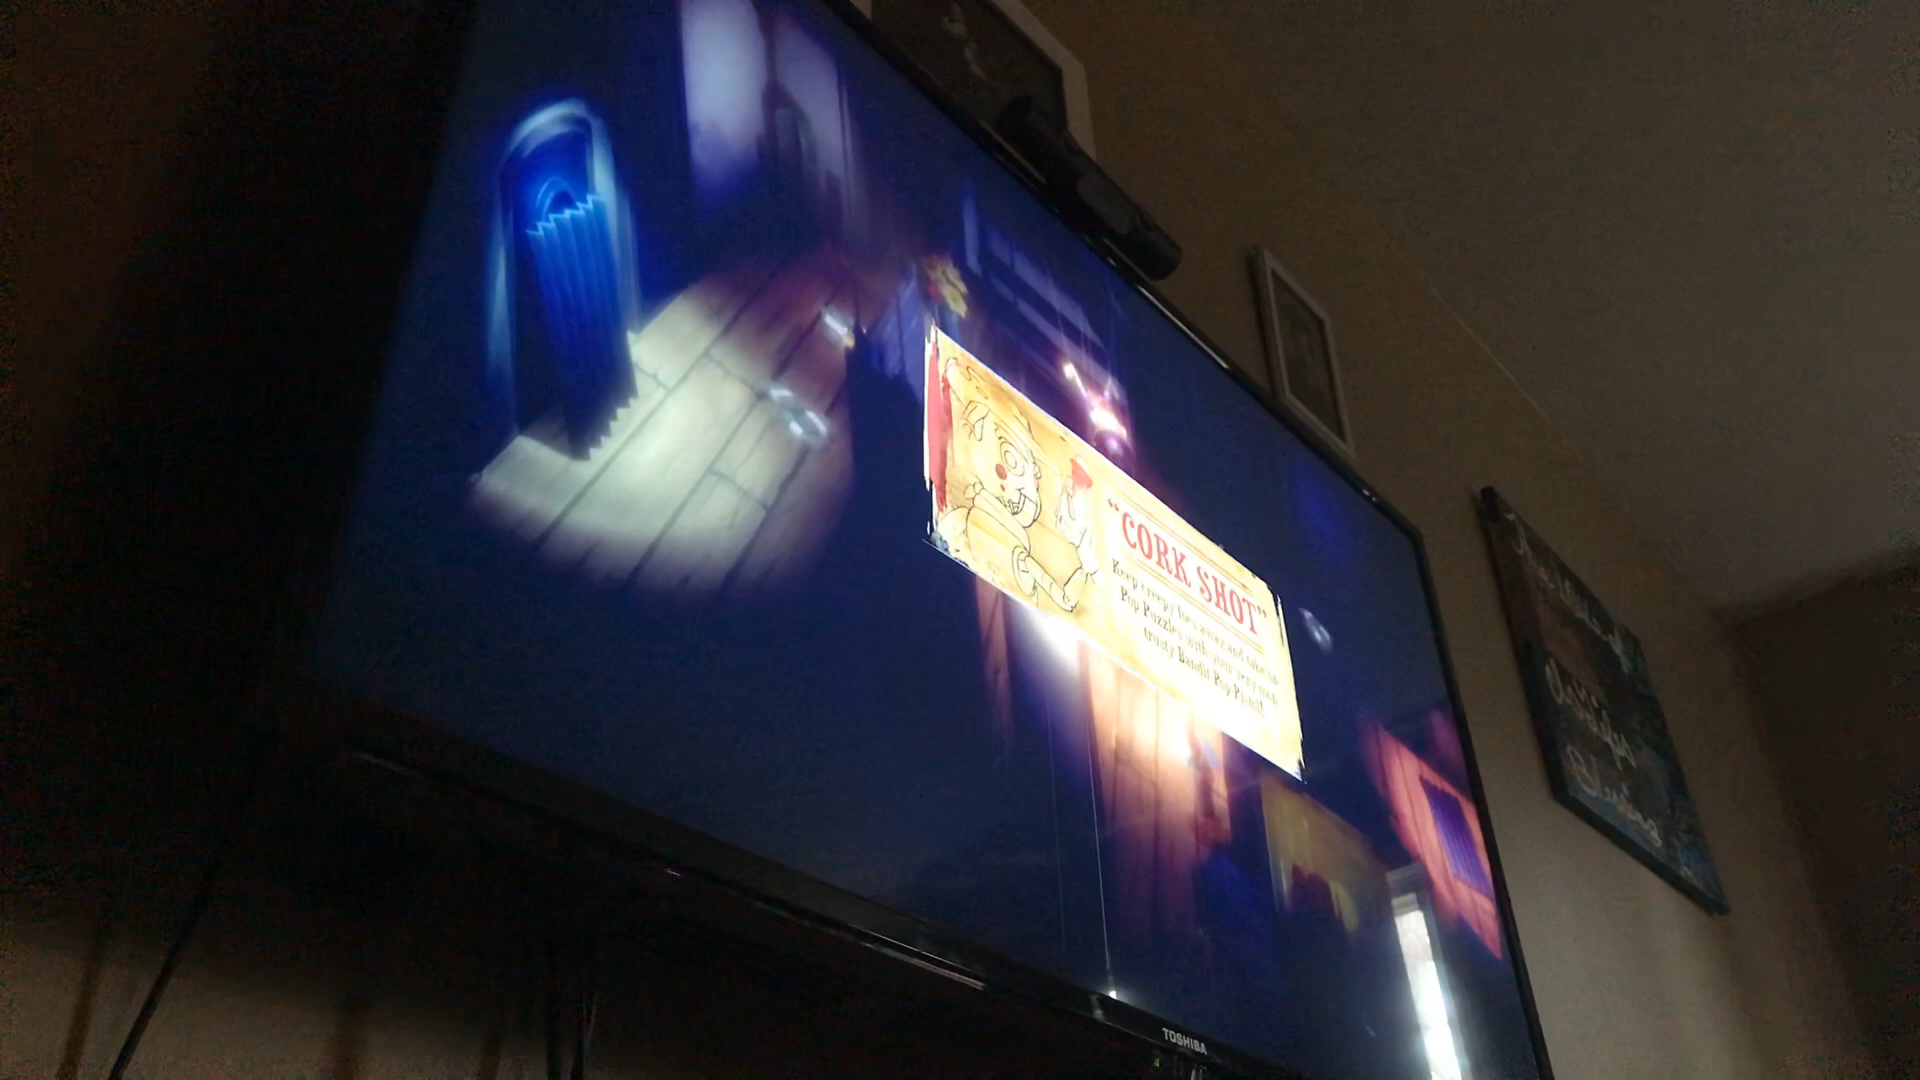 "CORK SHOT"
Keep creepy foes away and take on
Pop Puzzles with your very own
trusty Bandit Pop Pistol!
TOSHIBA